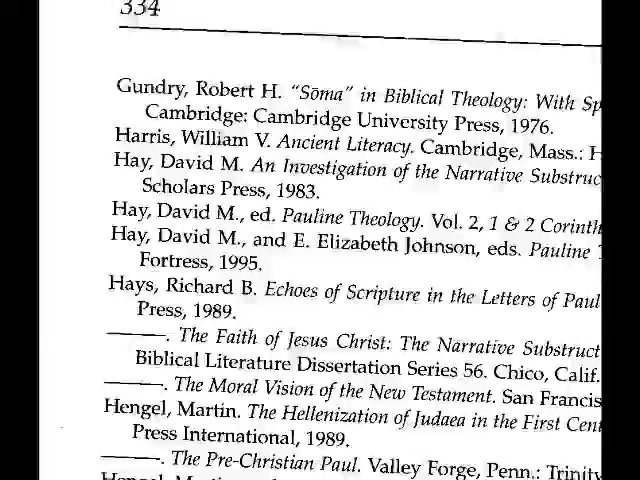 334
Gundry, Robert H. “Sōma” in Biblical Theology: With Sp
Cambridge: Cambridge University Press, 1976.
Harris, William V. Ancient Literacy. Cambridge, Mass.: H
Hay, David M. An Investigation of the Narrative Substruc
Scholars Press, 1983.
Hay, David M., ed. Pauline Theology. Vol. 2, 1 & 2 Corinth
Hay, David M., and E. Elizabeth Johnson, eds. Pauline T
Fortress, 1995.
Hays, Richard B. Echoes of Scripture in the Letters of Paul
Press, 1989.
———. The Faith of Jesus Christ: The Narrative Substruct
Biblical Literature Dissertation Series 56. Chico, Calif.
———. The Moral Vision of the New Testament. San Francis
Hengel, Martin. The Hellenization of Judaea in the First Cent
Press International, 1989.
———. The Pre-Christian Paul. Valley Forge, Penn.: Trinity
Hengel, Martin